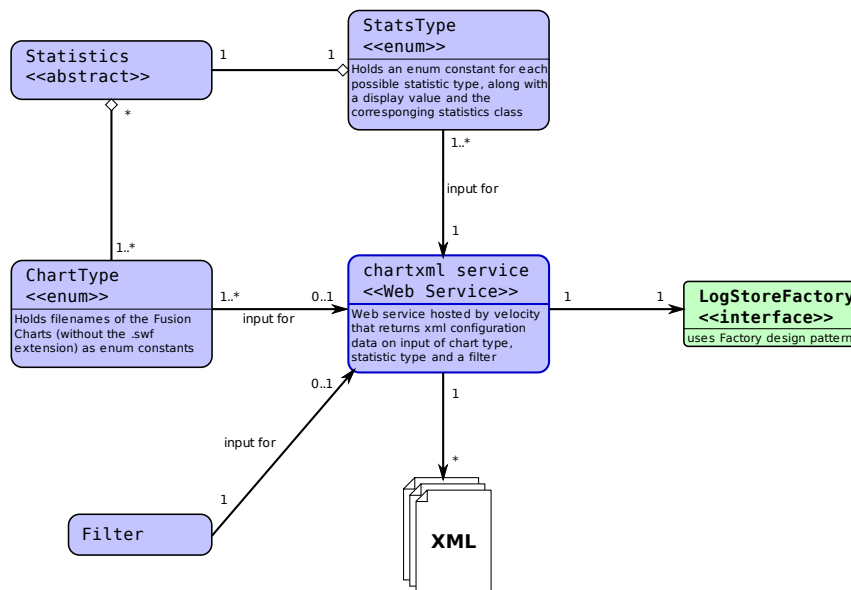 StatsType
<<enum>>
Holds an enum constant for each
possible statistic type, along with
a display value and the
corresponging statistics class
Statistics
<<abstract>>
1
1
*
1..*
input for
1
1..*
ChartType
<<enum>>
Holds filenames of the Fusion
Charts (without the .swf
extension) as enum constants
1..*
0..1
input for
chartxml service
<<Web Service>>
Web service hosted by velocity
that returns xml configuration
data on input of chart type,
statistic type and a filter
1
1
LogStoreFactory
<<interface>>
uses Factory design pattern
0..1
input for
1
Filter
1
*
XML